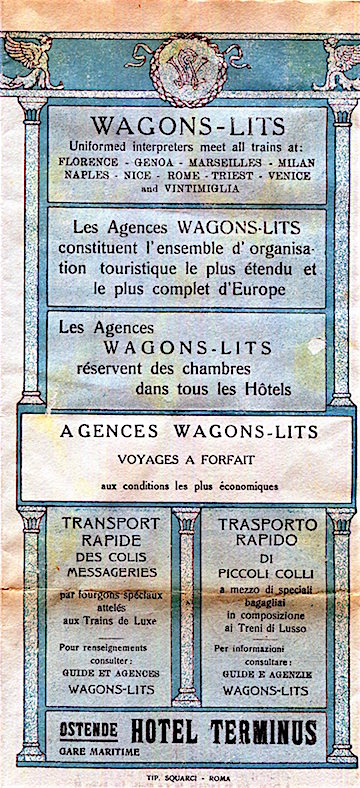 WL
WAGONS-LITS
Uniformed interpreters meet all trains at:
FLORENCE - GENOA - MARSEILLES - MILAN
NAPLES - NICE - ROME - TRIEST - VENICE
and VINTIMIGLIA
Les Agences WAGONS-LITS
constituent l'ensemble d'organisa-
tion touristique le plus étendu et
le plus complet d'Europe
Les Agences
WAGONS-LITS
réservent des chambres
dans tous les Hôtels
AGENCES WAGONS-LITS
VOYAGES A FORFAIT
aux conditions les plus économiques
TRANSPORT
RAPIDE
DES COLIS
MESSAGERIES
par fourgons spéciaux
attelés
aux Trains de Luxe
Pour renseignements
consulter:
GUIDE ET AGENCES
WAGONS-LITS
TRASPORTO
RAPIDO
DI
PICCOLI COLLI
a mezzo di speciali
bagagliai
in composizione
ai Treni di Lusso
Per informazioni
consultare:
GUIDE E AGENZIE
WAGONS-LITS
OSTENDE HOTEL TERMINUS
GARE MARITIME
TIP. SQUARCI - ROMA